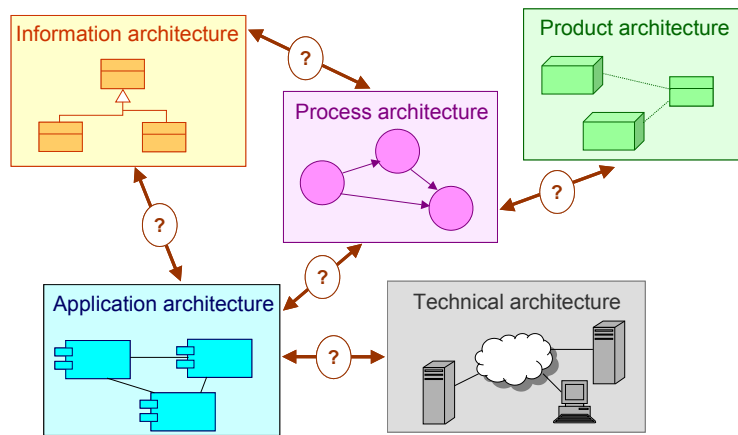 Information architecture
Product architecture
?
Process architecture
?
?
?
Application architecture
Technical architecture
?